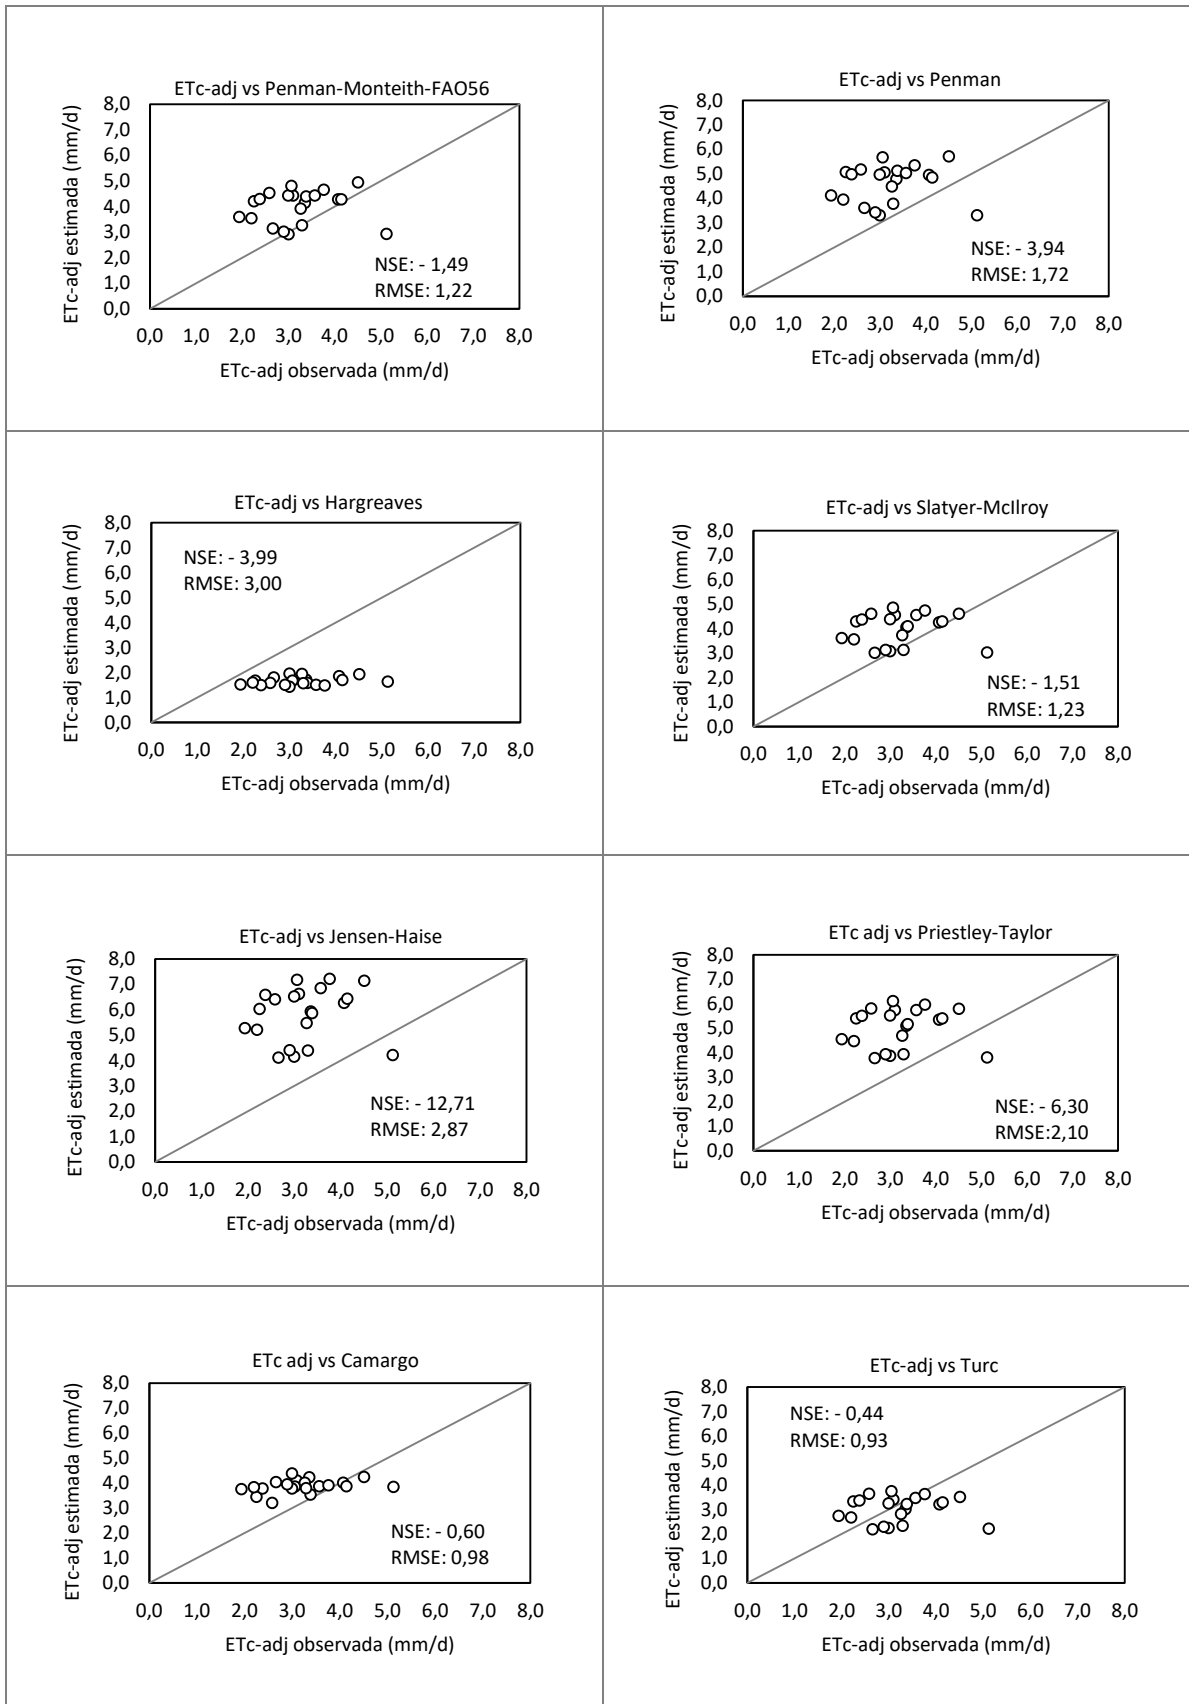 ETc-adj vs Penman-Monteith-FAO56
ETc-adj estimada (mm/d)
8,0
7,0
6,0
5,0
4,0
3,0
2,0
1,0
0,0
NSE: - 1,49
RMSE: 1,22
0,0 1,0 2,0 3,0 4,0 5,0 6,0 7,0 8,0
ETc-adj observada (mm/d)
ETc-adj vs Penman
ETc-adj estimada (mm/d)
8,0
7,0
6,0
5,0
4,0
3,0
2,0
1,0
0,0
NSE: - 3,94
RMSE: 1,72
0,0 1,0 2,0 3,0 4,0 5,0 6,0 7,0 8,0
ETc-adj observada (mm/d)
ETc-adj vs Hargreaves
ETc-adj estimada (mm/d)
8,0
7,0
6,0
5,0
4,0
3,0
2,0
1,0
0,0
NSE: - 3,99
RMSE: 3,00
0,0 1,0 2,0 3,0 4,0 5,0 6,0 7,0 8,0
ETc-adj observada (mm/d)
ETc-adj vs Slatyer-McIlroy
ETc-adj estimada (mm/d)
8,0
7,0
6,0
5,0
4,0
3,0
2,0
1,0
0,0
NSE: - 1,51
RMSE: 1,23
0,0 1,0 2,0 3,0 4,0 5,0 6,0 7,0 8,0
ETc-adj observada (mm/d)
ETc-adj vs Jensen-Haise
ETc-adj estimada (mm/d)
8,0
7,0
6,0
5,0
4,0
3,0
2,0
1,0
0,0
NSE: - 12,71
RMSE: 2,87
0,0 1,0 2,0 3,0 4,0 5,0 6,0 7,0 8,0
ETc-adj observada (mm/d)
ETc adj vs Priestley-Taylor
ETc-adj estimada (mm/d)
8,0
7,0
6,0
5,0
4,0
3,0
2,0
1,0
0,0
NSE: - 6,30
RMSE:2,10
0,0 1,0 2,0 3,0 4,0 5,0 6,0 7,0 8,0
ETc-adj observada (mm/d)
ETc adj vs Camargo
ETc-adj estimada (mm/d)
8,0
7,0
6,0
5,0
4,0
3,0
2,0
1,0
0,0
NSE: - 0,60
RMSE: 0,98
0,0 1,0 2,0 3,0 4,0 5,0 6,0 7,0 8,0
ETc-adj observada (mm/d)
ETc-adj vs Turc
ETc-adj estimada (mm/d)
8,0
7,0
6,0
5,0
4,0
3,0
2,0
1,0
0,0
NSE: - 0,44
RMSE: 0,93
0,0 1,0 2,0 3,0 4,0 5,0 6,0 7,0 8,0
ETc-adj observada (mm/d)